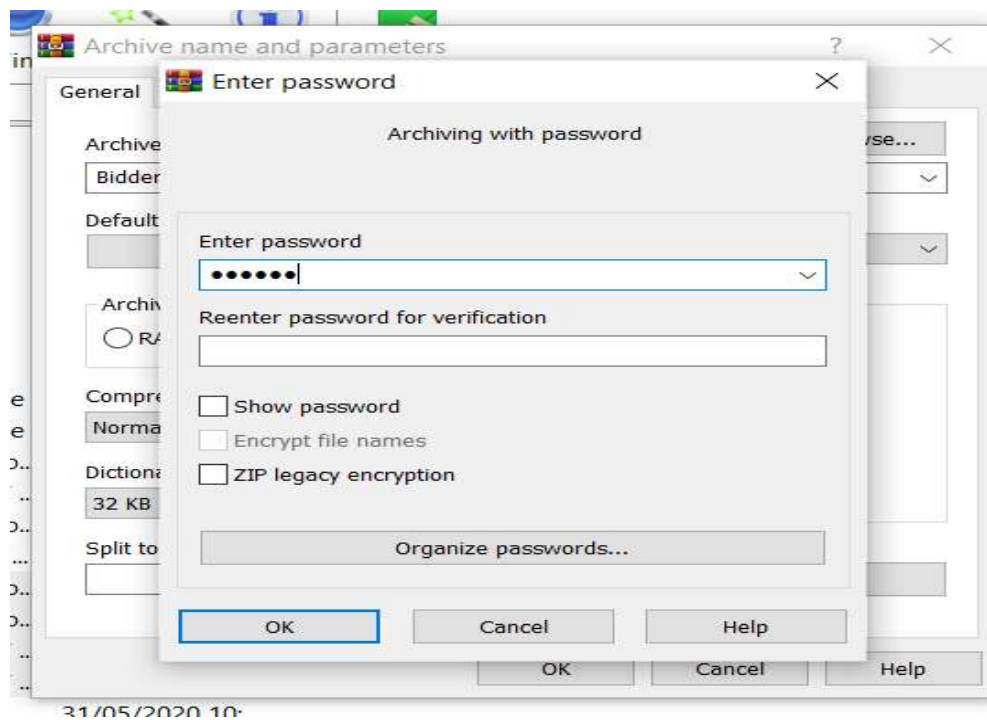 Archive name and parameters
?
Enter password
General
Archiving with password
Archive
Bidder
Default
Enter password
••••••
Reenter password for verification
Compre
Show password
Norma
Encrypt file names
ZIP legacy encryption
32 KB
Organize passwords...
Split to
OK
Cancel
Help
OK
Cancel
Help
31/05/2020 10: